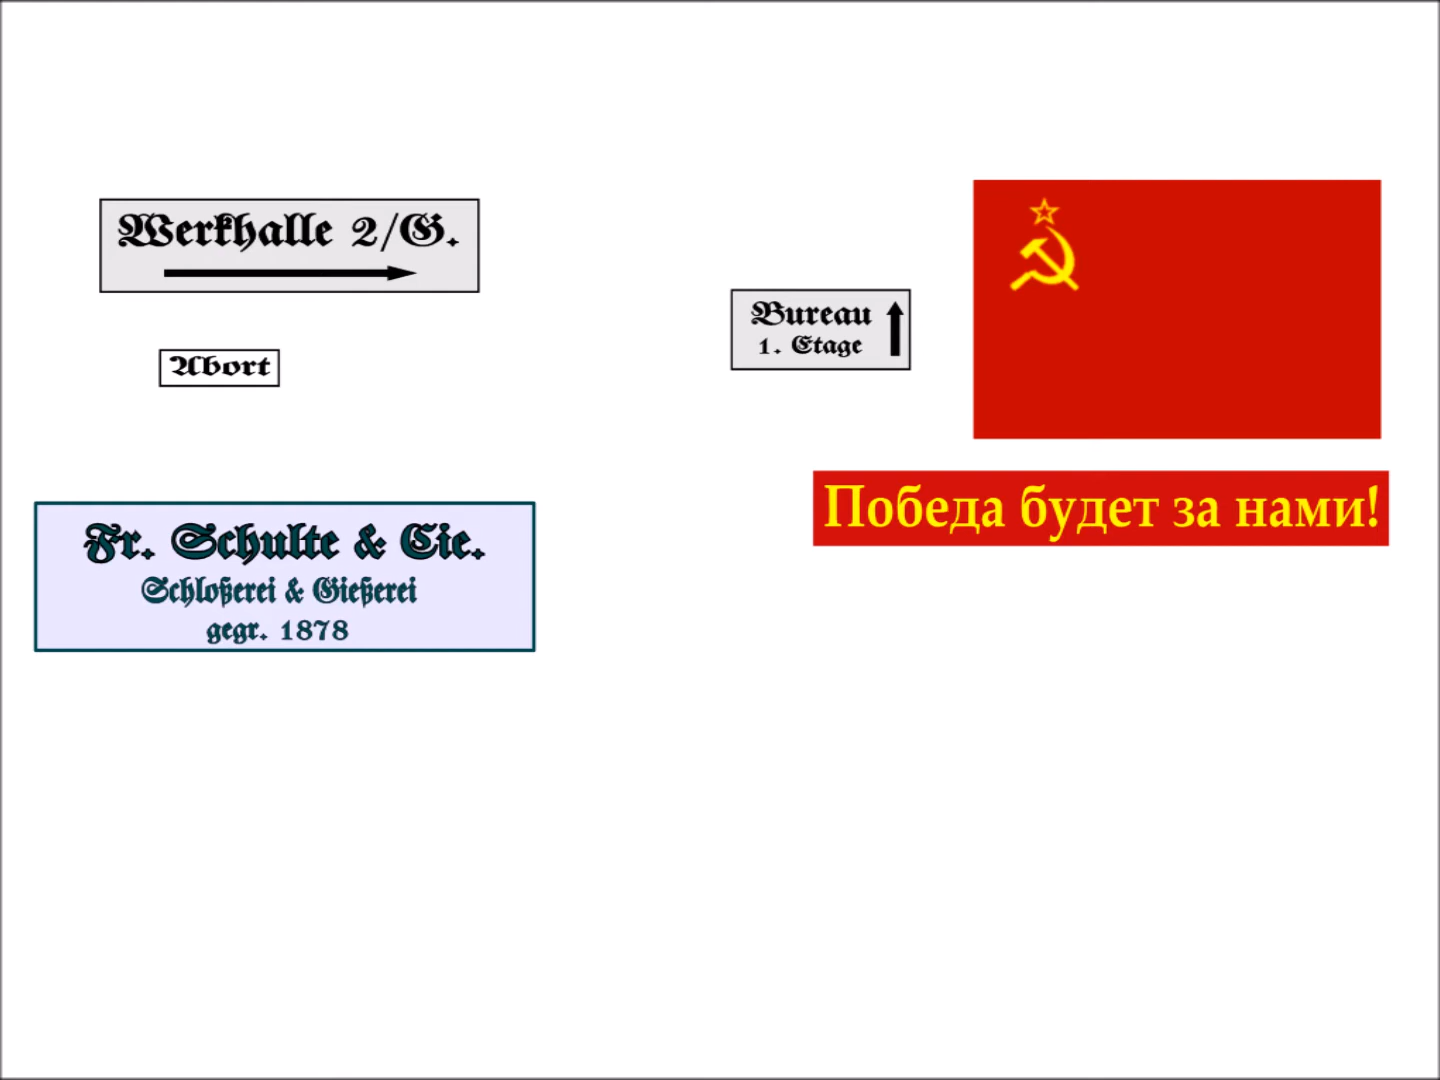 Werkhalle 2/G.
Abort
Bureau
1. Etage
Fr. Schulte & Cie.
Schloßerei & Gießerei
gegr. 1878
Победа будет за нами!